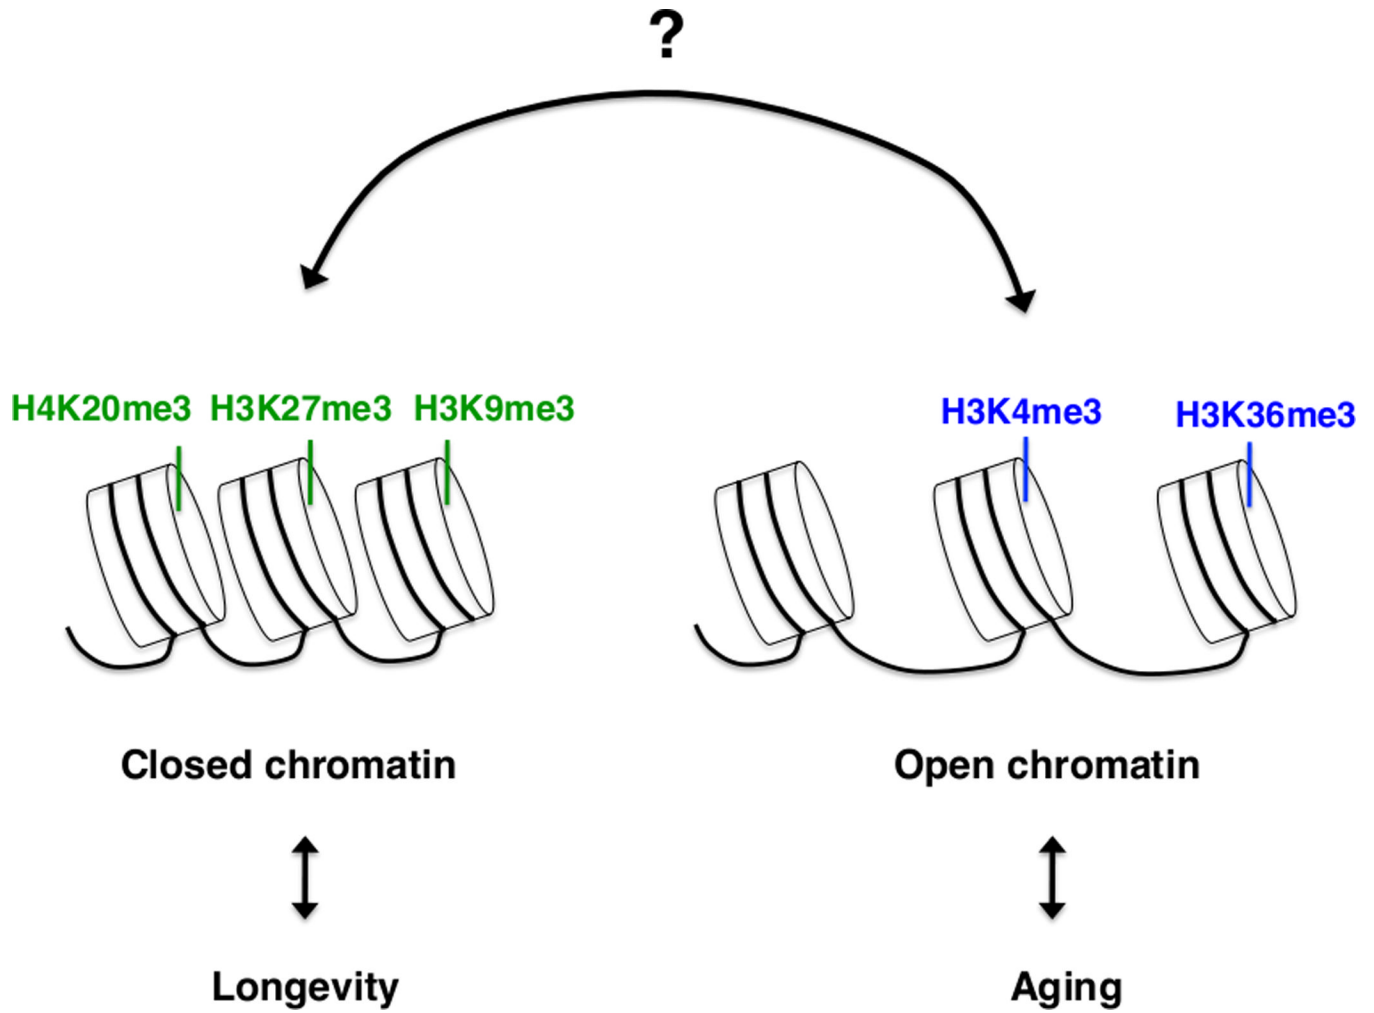 ?
H4K20me3 H3K27me3 H3K9me3
H3K4me3 H3K36me3
Closed chromatin
Open chromatin
Longevity
Aging